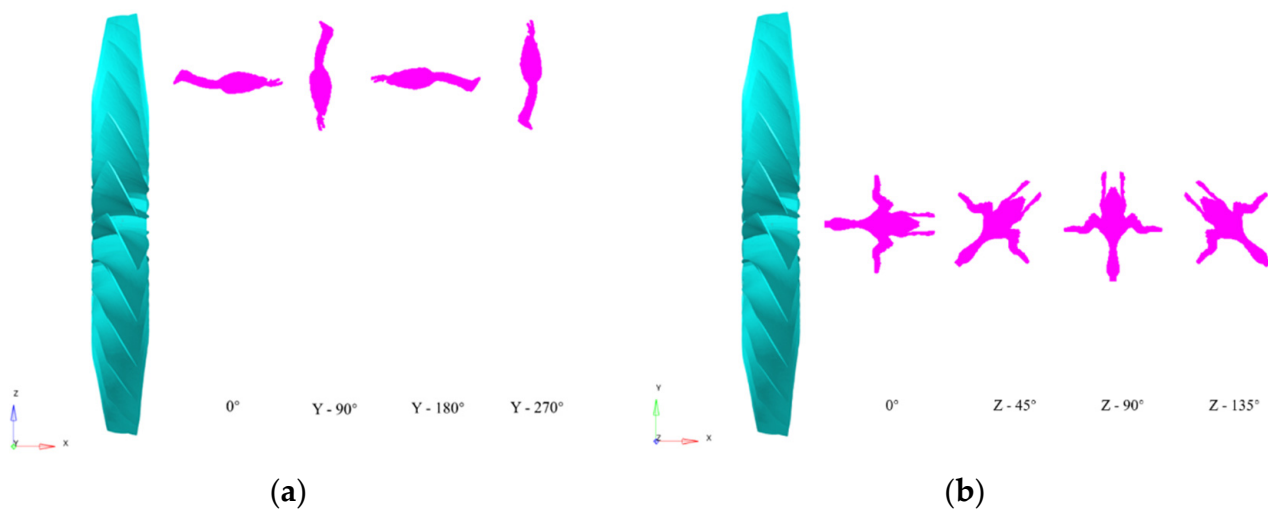 Z
Y
X
0°
Y - 90°
Y - 180°
Y - 270°
(a)
Y
Z
X
0°
Z - 45°
Z - 90°
Z - 135°
(b)